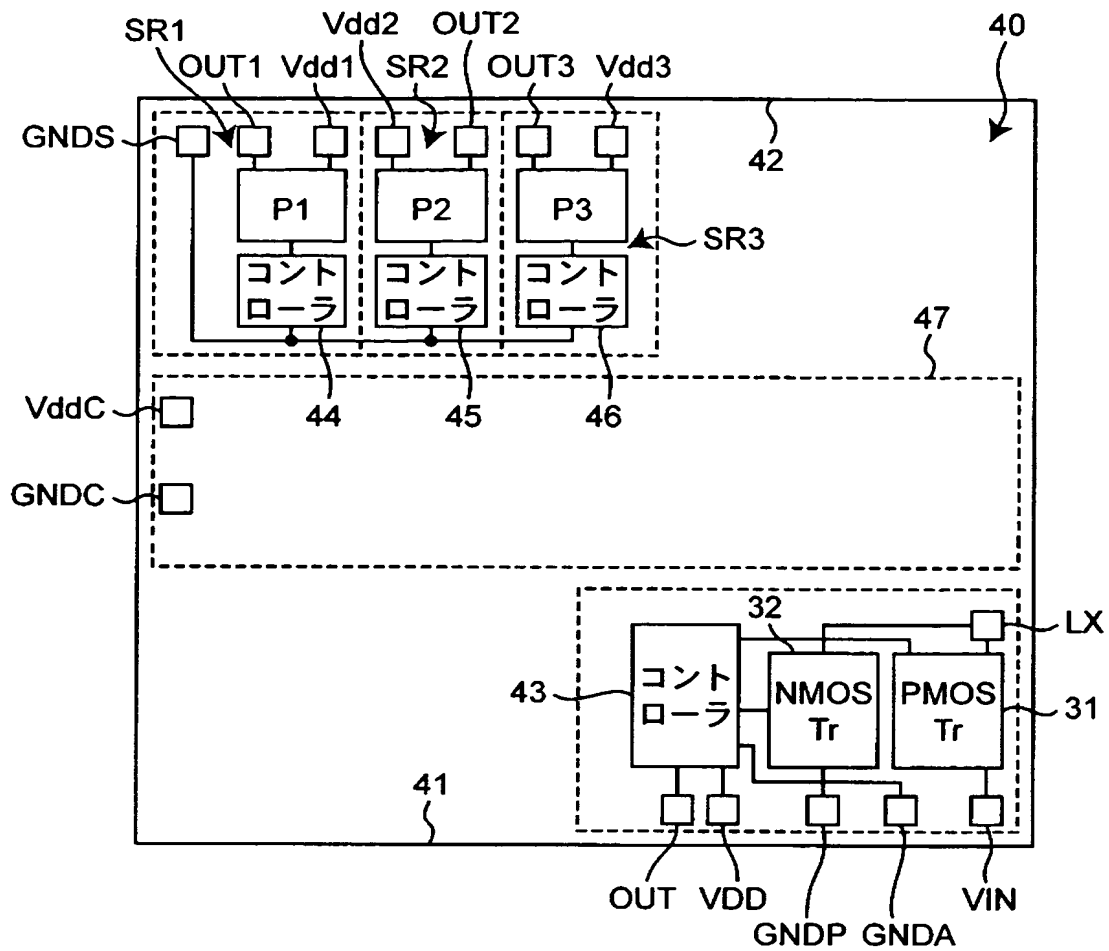 Vdd2
OUT2
SR1
OUT1
Vdd1
SR2
OUT3
Vdd3
40
42
GNDS
P1
P2
P3
SR3
コント
ローラ
コント
ローラ
コント
ローラ
47
44
45
46
VddC
GNDC
32
LX
43
コント
ローラ
NMOS
Tr
PMOS
Tr
31
41
OUT
VDD
GNDP
GNDA
VIN